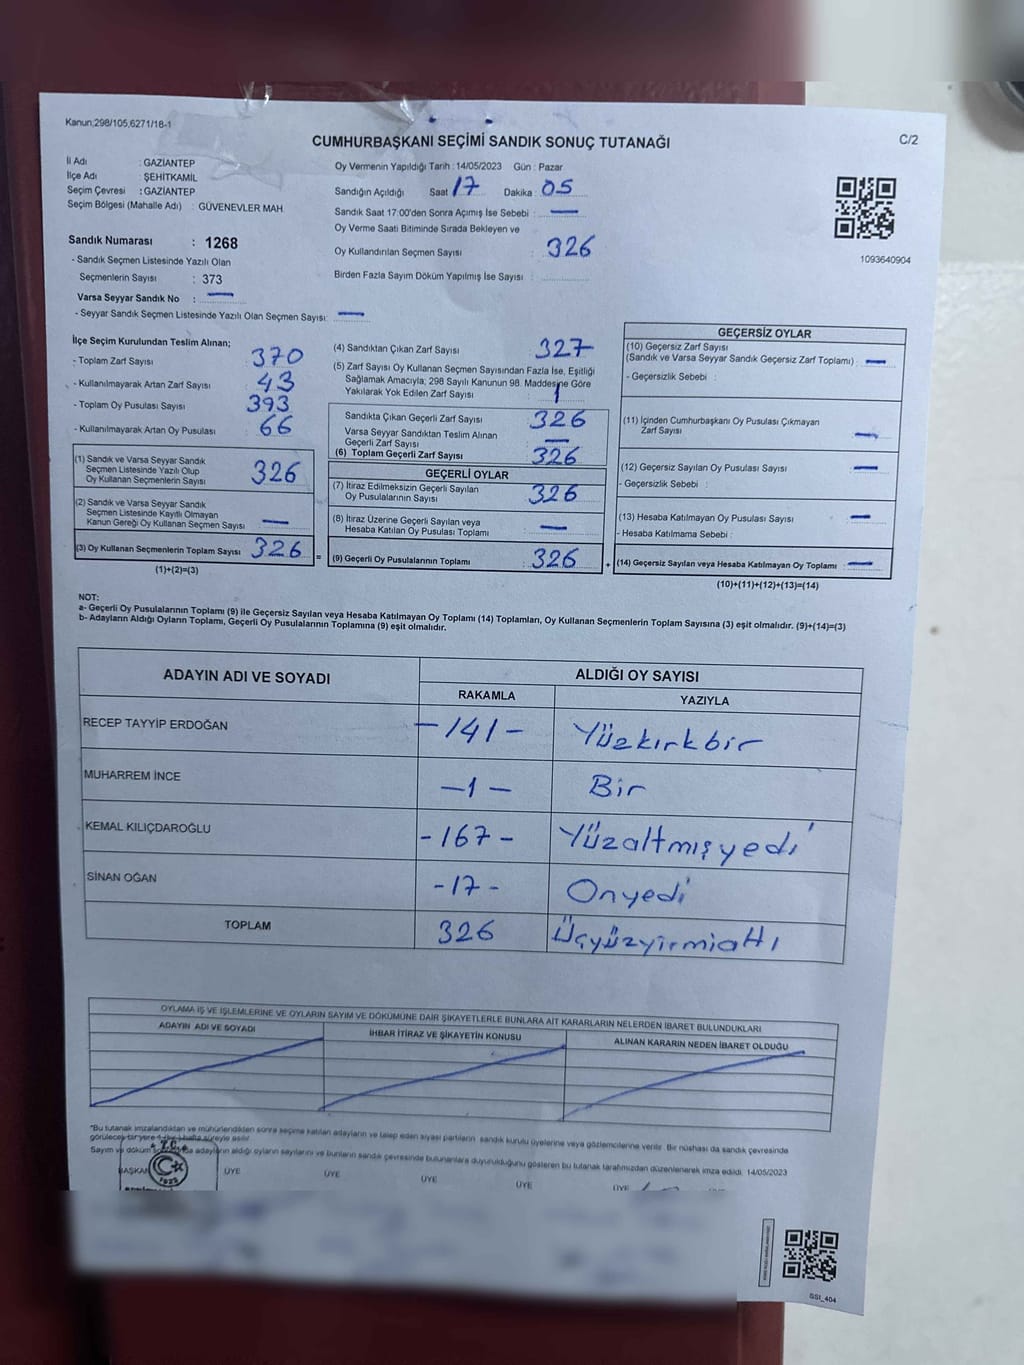 Kanun,298/105,6271/18-1
CUMHURBAŞKANI SEÇİMİ SANDIK SONUÇ TUTANAĞI
C/2
İl Adı : GAZİANTEP
İlçe Adı : ŞEHİTKAMİL
Seçim Çevresi : GAZİANTEP
Seçim Bölgesi (Mahalle Adı) : GÜVENEVLER MAH
Oy Vermenin Yapıldığı Tarih : 14/05/2023 Gün : Pazar
Sandığın Açıldığı Saat 17 Dakika : 05
Sandık Saat 17:00'den Sonra Açımış İse Sebebi : —
Oy Verme Saati Bitiminde Sırada Bekleyen ve
Oy Kullandırılan Seçmen Sayısı : 326
Birden Fazla Sayım Döküm Yapılmış İse Sayısı :
1093640904
Sandık Numarası : 1268
- Sandık Seçmen Listesinde Yazılı Olan
Seçmenlerin Sayısı : 373
Varsa Seyyar Sandık No : —
- Seyyar Sandık Seçmen Listesinde Yazılı Olan Seçmen Sayısı: —
İlçe Seçim Kurulundan Teslim Alınan;
- Toplam Zarf Sayısı 370
- Kullanılmayarak Artan Zarf Sayısı : 43
- Toplam Oy Pusulası Sayısı : 393
- Kullanılmayarak Artan Oy Pusulası : 66
(1) Sandık ve Varsa Seyyar Sandık
Seçmen Listesinde Yazılı Olup
Oy Kullanan Seçmenlerin Sayısı : 326
(2) Sandık ve Varsa Seyyar Sandık
Seçmen Listesinde Kayıtlı Olmayan
Kanun Gereği Oy Kullanan Seçmen Sayısı : —
(3) Oy Kullanan Seçmenlerin Toplam Sayısı : 326 =
(1)+(2)=(3)
(4) Sandıktan Çıkan Zarf Sayısı : 327
(5) Zarf Sayısı Oy Kullanan Seçmen Sayısından Fazla İse, Eşitliği
Sağlamak Amacıyla; 298 Sayılı Kanunun 98. Maddesine Göre
Yakılarak Yok Edilen Zarf Sayısı : 1
Sandıkta Çıkan Geçerli Zarf Sayısı : 326
Varsa Seyyar Sandıktan Teslim Alınan
Geçerli Zarf Sayısı : —
(6) Toplam Geçerli Zarf Sayısı : 326
GEÇERLİ OYLAR
(7) İtiraz Edilmeksizin Geçerli Sayılan
Oy Pusulalarının Sayısı : 326
(8) İtiraz Üzerine Geçerli Sayılan veya
Hesaba Katılan Oy Pusulası Toplamı : —
(9) Geçerli Oy Pusulalarının Toplamı : 326 +
GEÇERSİZ OYLAR
(10) Geçersiz Zarf Sayısı
(Sandık ve Varsa Seyyar Sandık Geçersiz Zarf Toplamı) : —
- Geçersizlik Sebebi :
(11) İçinden Cumhurbaşkanı Oy Pusulası Çıkmayan
Zarf Sayısı : —
(12) Geçersiz Sayılan Oy Pusulası Sayısı : —
- Geçersizlik Sebebi :
(13) Hesaba Katılmayan Oy Pusulası Sayısı : —
- Hesaba Katılmama Sebebi :
(14) Geçersiz Sayılan veya Hesaba Katılmayan Oy Toplamı : —
(10)+(11)+(12)+(13)=(14)
NOT:
a- Geçerli Oy Pusulalarının Toplamı (9) ile Geçersiz Sayılan veya Hesaba Katılmayan Oy Toplamı (14) Toplamları, Oy Kullanan Seçmenlerin Toplam Sayısına (3) eşit olmalıdır. (9)+(14)=(3)
b- Adayların Aldığı Oyların Toplamı, Geçerli Oy Pusulalarının Toplamına (9) eşit olmalıdır.
ADAYIN ADI VE SOYADI ALDIĞI OY SAYISI
RAKAMLA YAZIYLA
RECEP TAYYİP ERDOĞAN -141- Yüzkırkbir
MUHARREM İNCE -1- Bir
KEMAL KILIÇDAROĞLU -167- Yüzaltmışyedi
SİNAN OĞAN -17- Onyedi
TOPLAM 326 Üçyüzyirmialtı
OYLAMA İŞ VE İŞLEMLERİNE VE OYLARIN SAYIM VE DÖKÜMÜNE DAİR ŞİKAYETLERLE BUNLARA AİT KARARLARIN NELERDEN İBARET BULUNDUKLARI
ADAYIN ADI VE SOYADI İHBAR İTİRAZ VE ŞİKAYETİN KONUSU ALINAN KARARIN NEDEN İBARET OLDUĞU
*Bu tutanak imzalandıktan ve mühürlendikten sonra seçime katılan adayların ve talep eden siyasi partilerin sandık kurulu üyelerine veya gözlemcilerine verilir. Bir nüshası da sandık çevresinde
görülecek bir yere hafta süreyle asılır.
Sayım ve döküm adayların aldığı oyların sayılarını ve bunların sandık çevresinde bulunanlara duyurulduğunu gösteren bu tutanak tarafımızdan düzenlenerek imza edildi. 14/05/2023
BAŞKAN ÜYE ÜYE ÜYE ÜYE ÜYE
T.C.
GSI_404